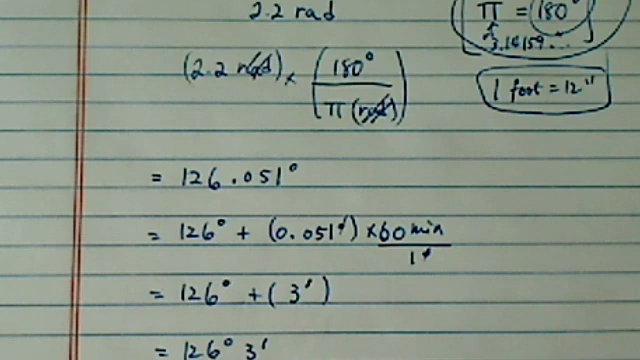 2.2 rad
π = 180°
3.14159...
1 foot = 12"
(2.2 rad) × (180° / π (rad))
= 126.051°
= 126° + (0.051°) × 60 min / 1°
= 126° + (3')
= 126° 3'